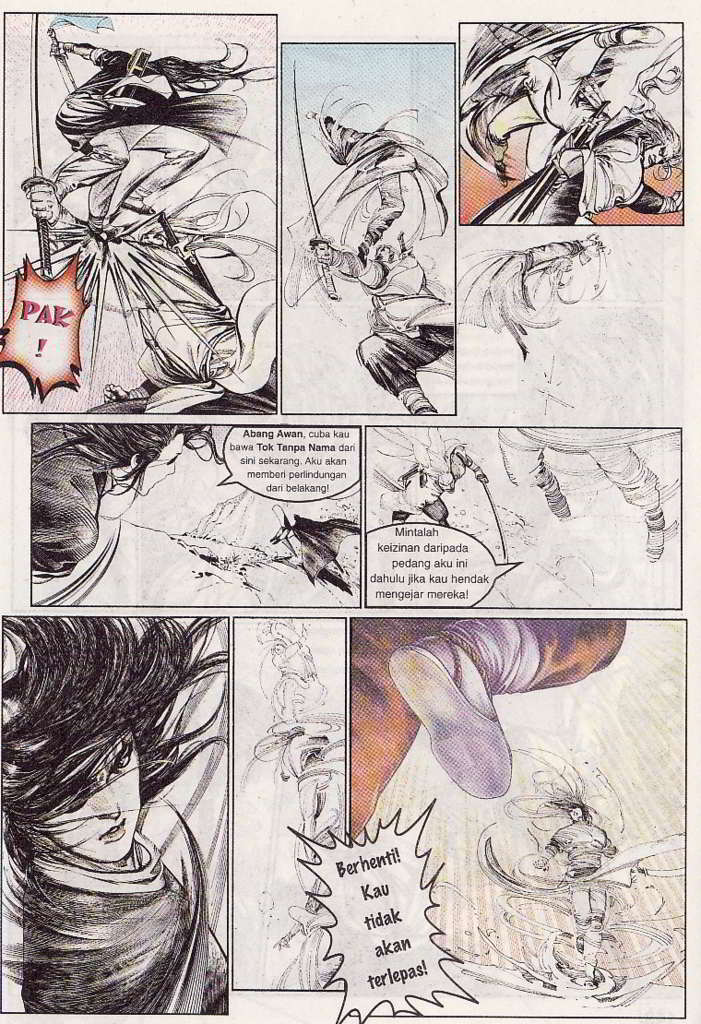 PAK
!
Abang Awan, cuba kau
bawa Tok Tanpa Nama dari
sini sekarang. Aku akan
memberi perlindungan
dari belakang!
Mintalah
keizinan daripada
pedang aku ini
dahulu jika kau hendak
mengejar mereka!
Berhenti!
Kau
tidak
akan
terlepas!